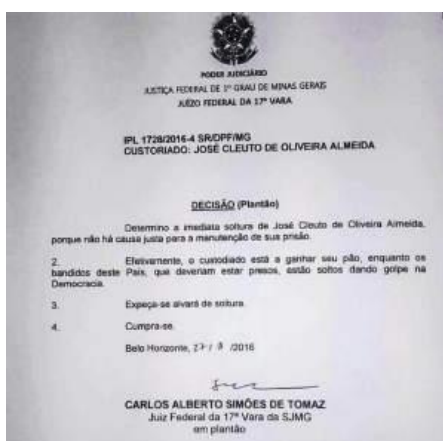 PODER JUDICIÁRIO
JUSTIÇA FEDERAL DE 1º GRAU DE MINAS GERAIS
JUÍZO FEDERAL DA 17ª VARA
IPL 1728/2016-4 SR/DPF/MG
CUSTORIADO: JOSÉ CLEUTO DE OLIVEIRA ALMEIDA
DECISÃO (Plantão)
Determino a imediata soltura de José Cleuto de Oliveira Almeida,
porque não há causa justa para a manutenção de sua prisão.
2. Efetivamente, o custodiado está a ganhar seu pão, enquanto os
bandidos deste País, que deveriam estar presos, estão soltos dando golpe na
Democracia.
3. Expeça-se alvará de soltura.
4. Cumpra-se.
Belo Horizonte, /2016
CARLOS ALBERTO SIMÕES DE TOMAZ
Juiz Federal da 17ª Vara da SJMG
em plantão